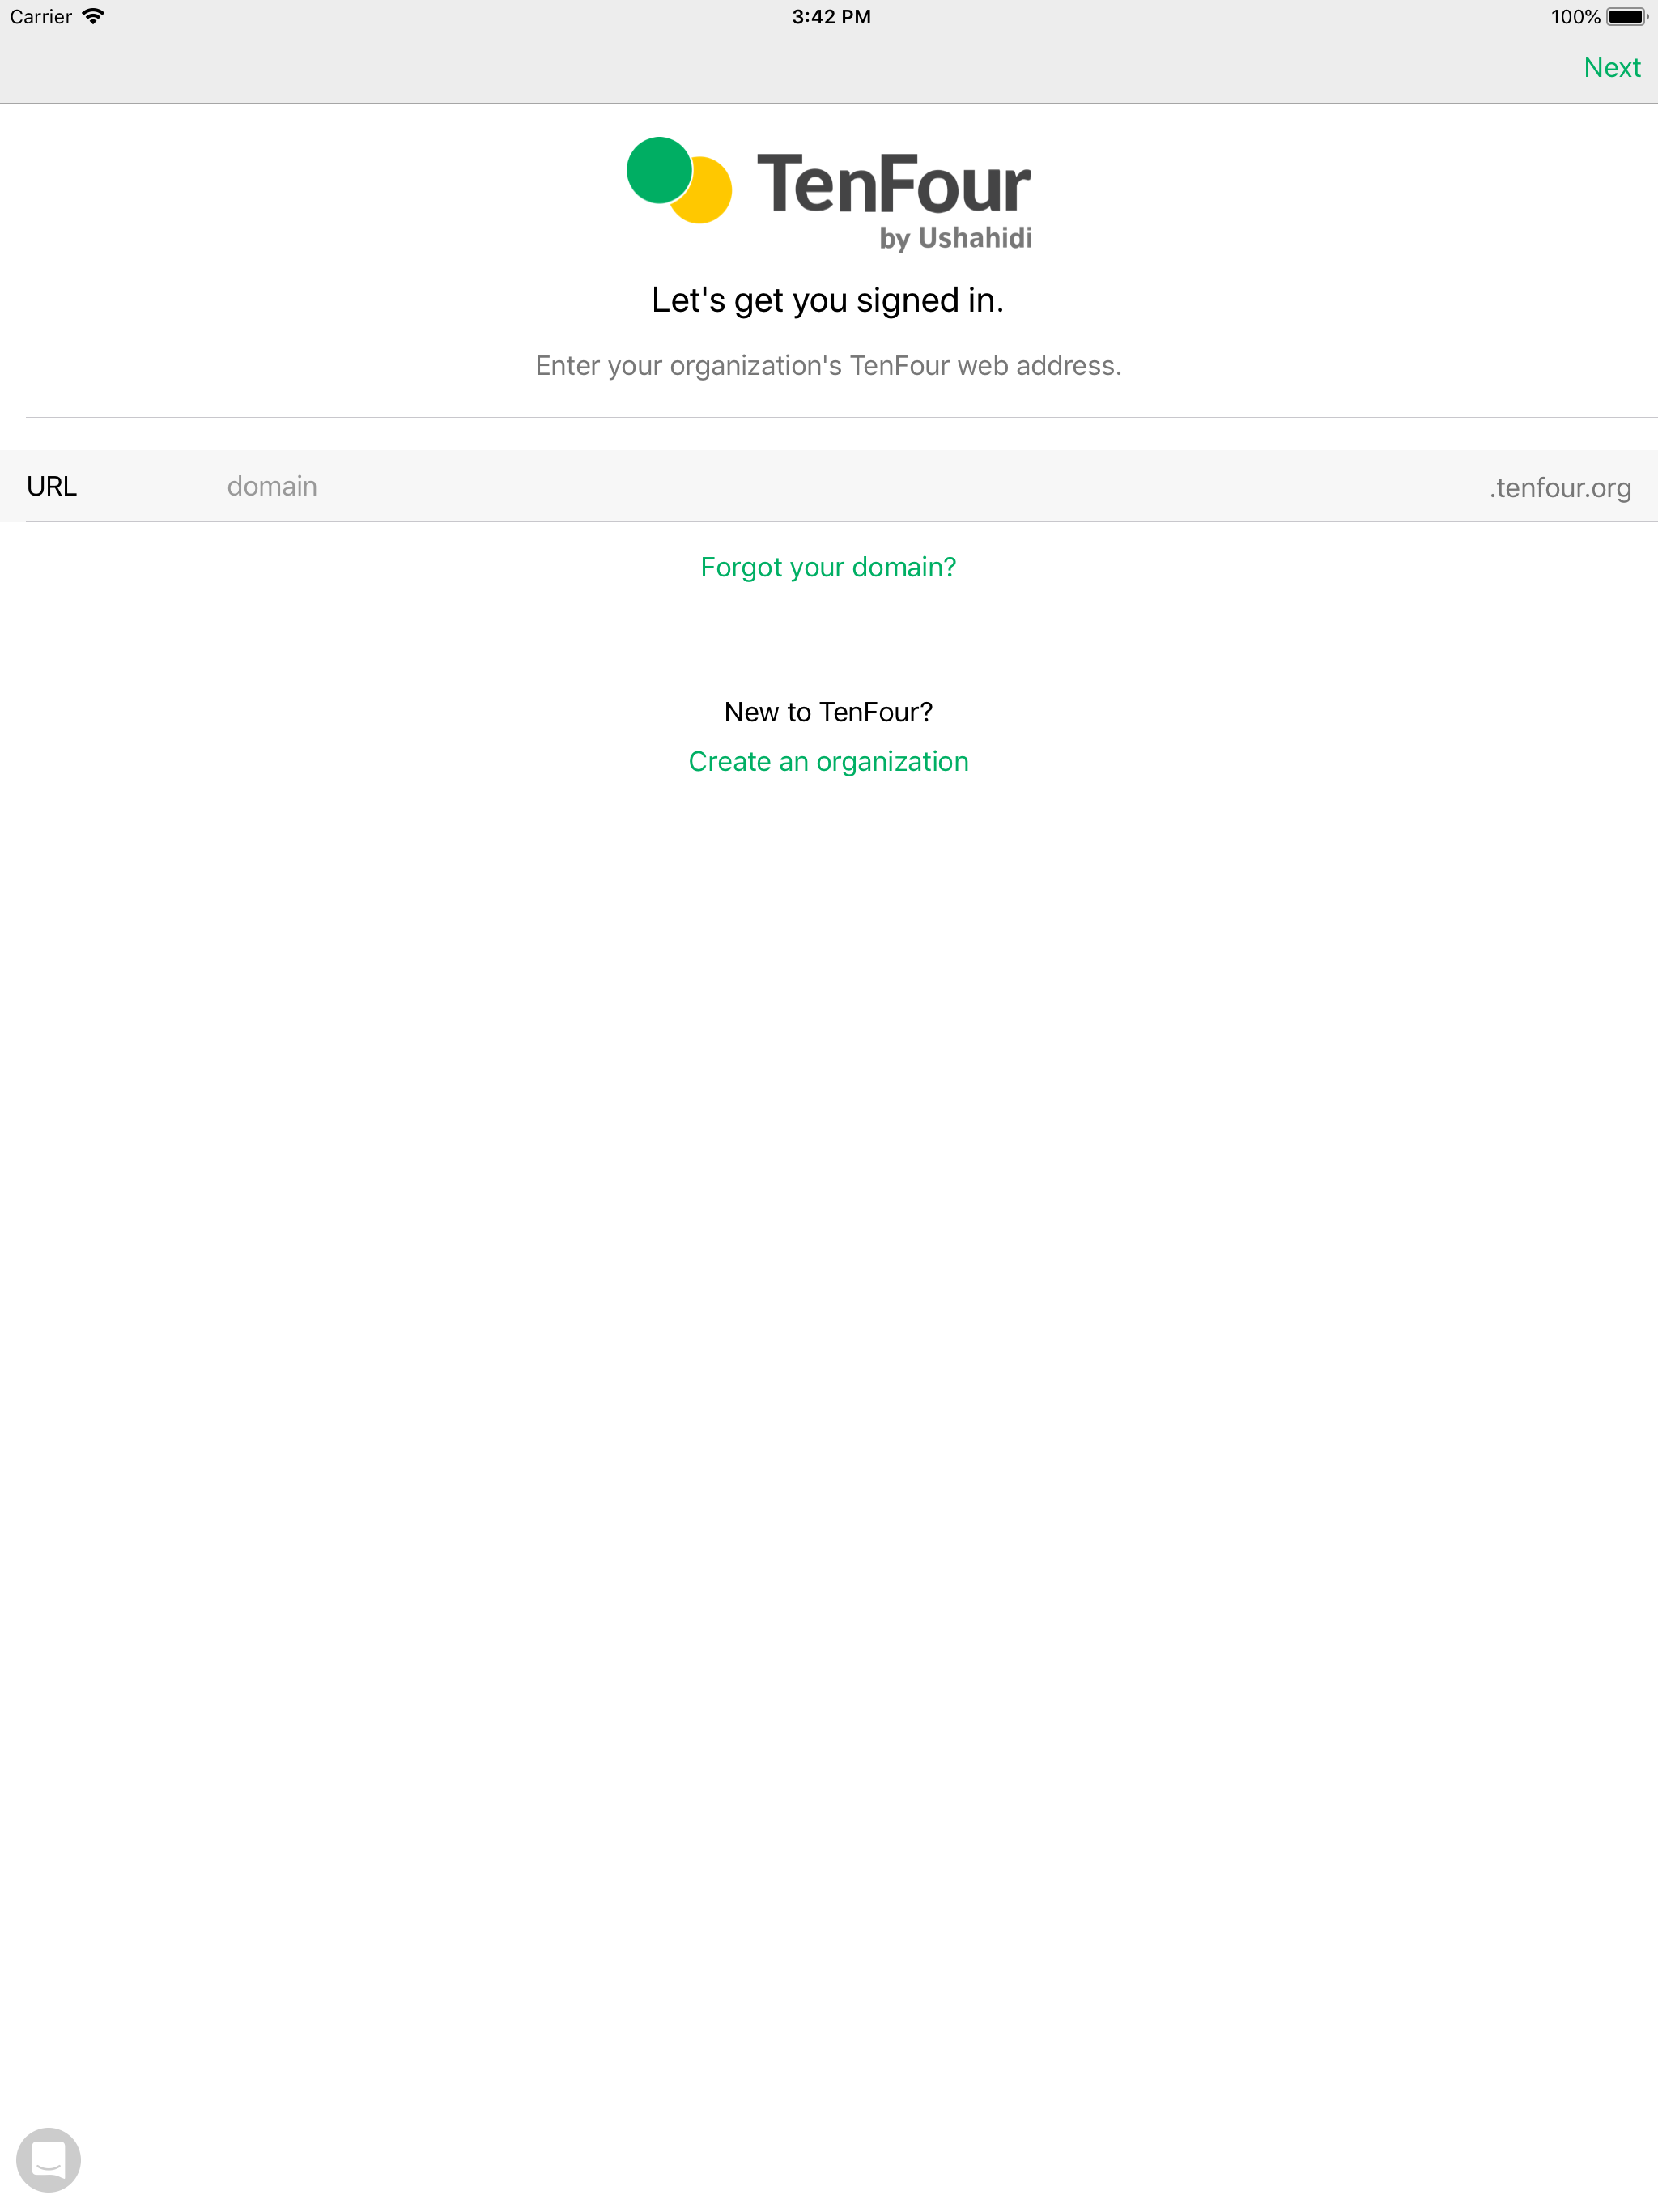 Carrier
3:42 PM
100%
Next
TenFour
by Ushahidi
Let's get you signed in.
Enter your organization's TenFour web address.
URL domain .tenfour.org
Forgot your domain?
New to TenFour?
Create an organization